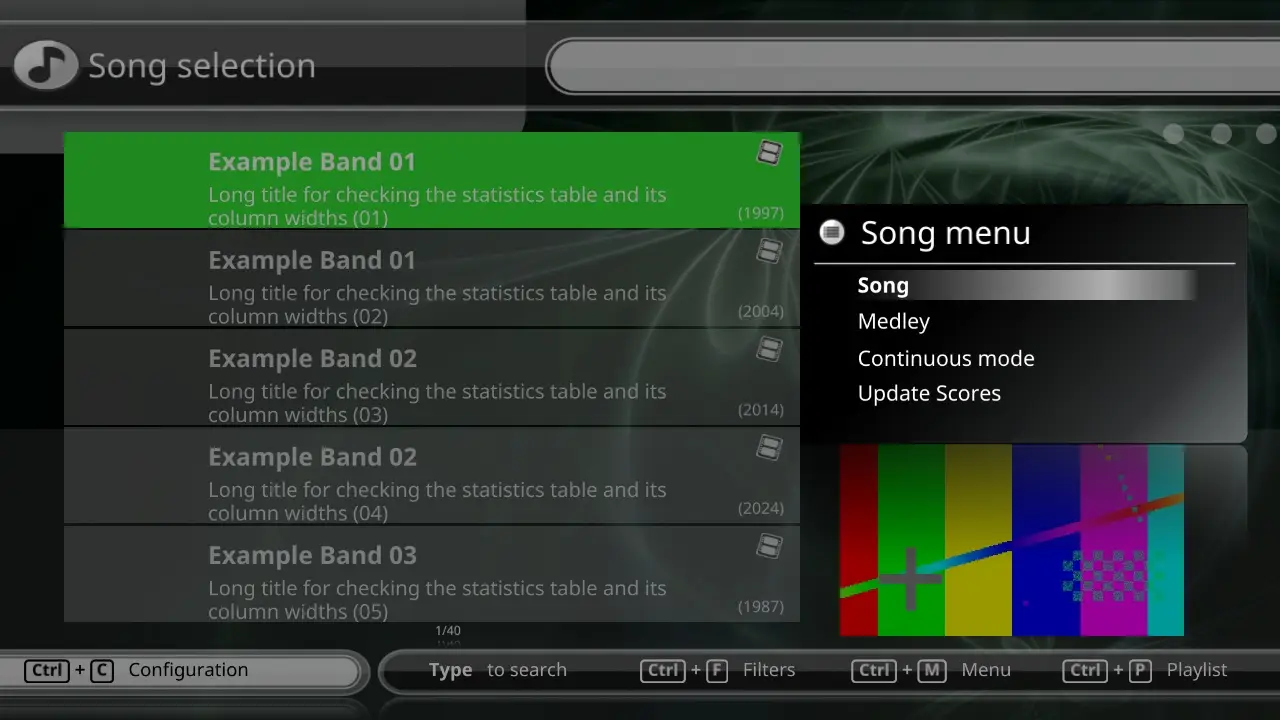 Song selection
Example Band 01
Long title for checking the statistics table and its
column widths (01)
(1997)
Example Band 01
Long title for checking the statistics table and its
column widths (02)
(2004)
Example Band 02
Long title for checking the statistics table and its
column widths (03)
(2014)
Example Band 02
Long title for checking the statistics table and its
column widths (04)
(2024)
Example Band 03
Long title for checking the statistics table and its
column widths (05)
(1987)
1/40
Song menu
Song
Medley
Continuous mode
Update Scores
Ctrl + C Configuration
Type to search
Ctrl + F Filters
Ctrl + M Menu
Ctrl + P Playlist